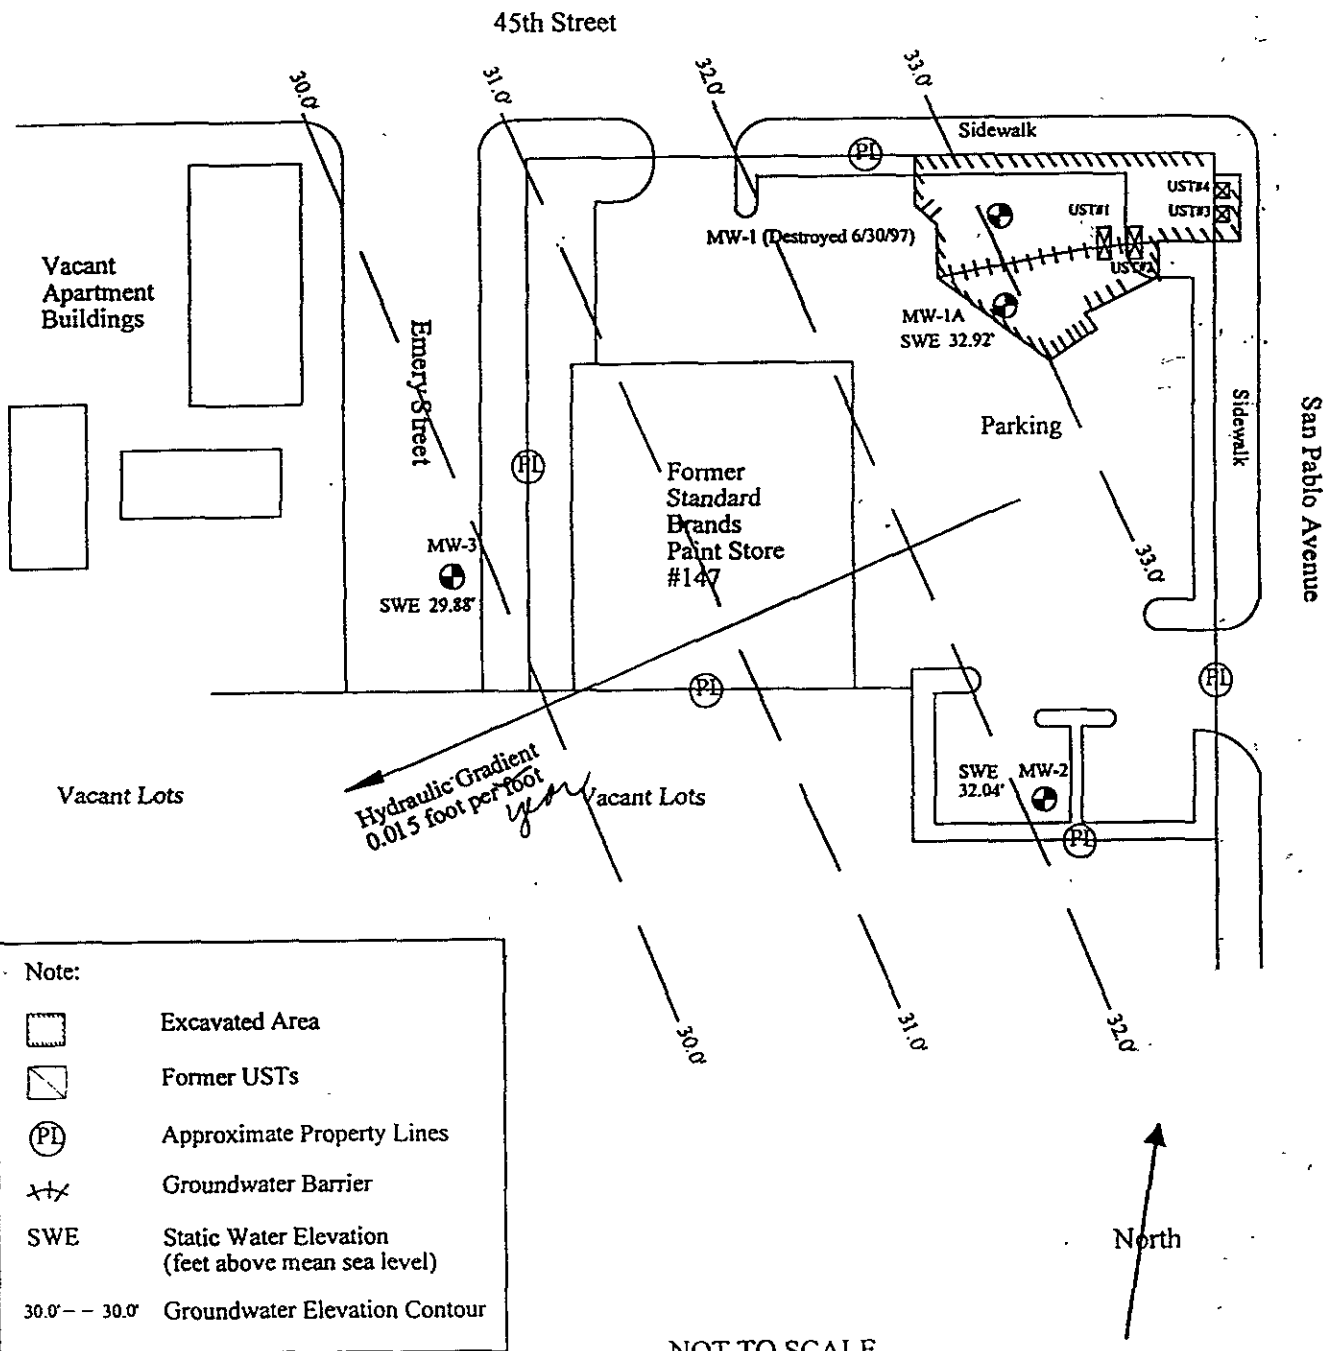 45th Street
30.0'
31.0'
32.0'
33.0'
Sidewalk
PL
UST#4
UST#1
UST#3
MW-1 (Destroyed 6/30/97)
UST#2
Vacant
Apartment
Buildings
MW-1A
SWE 32.92'
Emery Street
Parking
Sidewalk
San Pablo Avenue
PL
Former
Standard
Brands
Paint Store
#147
MW-3
SWE 29.88'
33.0'
PL
PL
SWE
32.04'
MW-2
Hydraulic Gradient
0.015 foot per foot
year
Vacant Lots
Vacant Lots
PL
30.0'
31.0'
32.0'
Note:
Excavated Area
Former USTs
PL Approximate Property Lines
Groundwater Barrier
SWE Static Water Elevation
(feet above mean sea level)
30.0'-- 30.0' Groundwater Elevation Contour
North
NOT TO SCALE